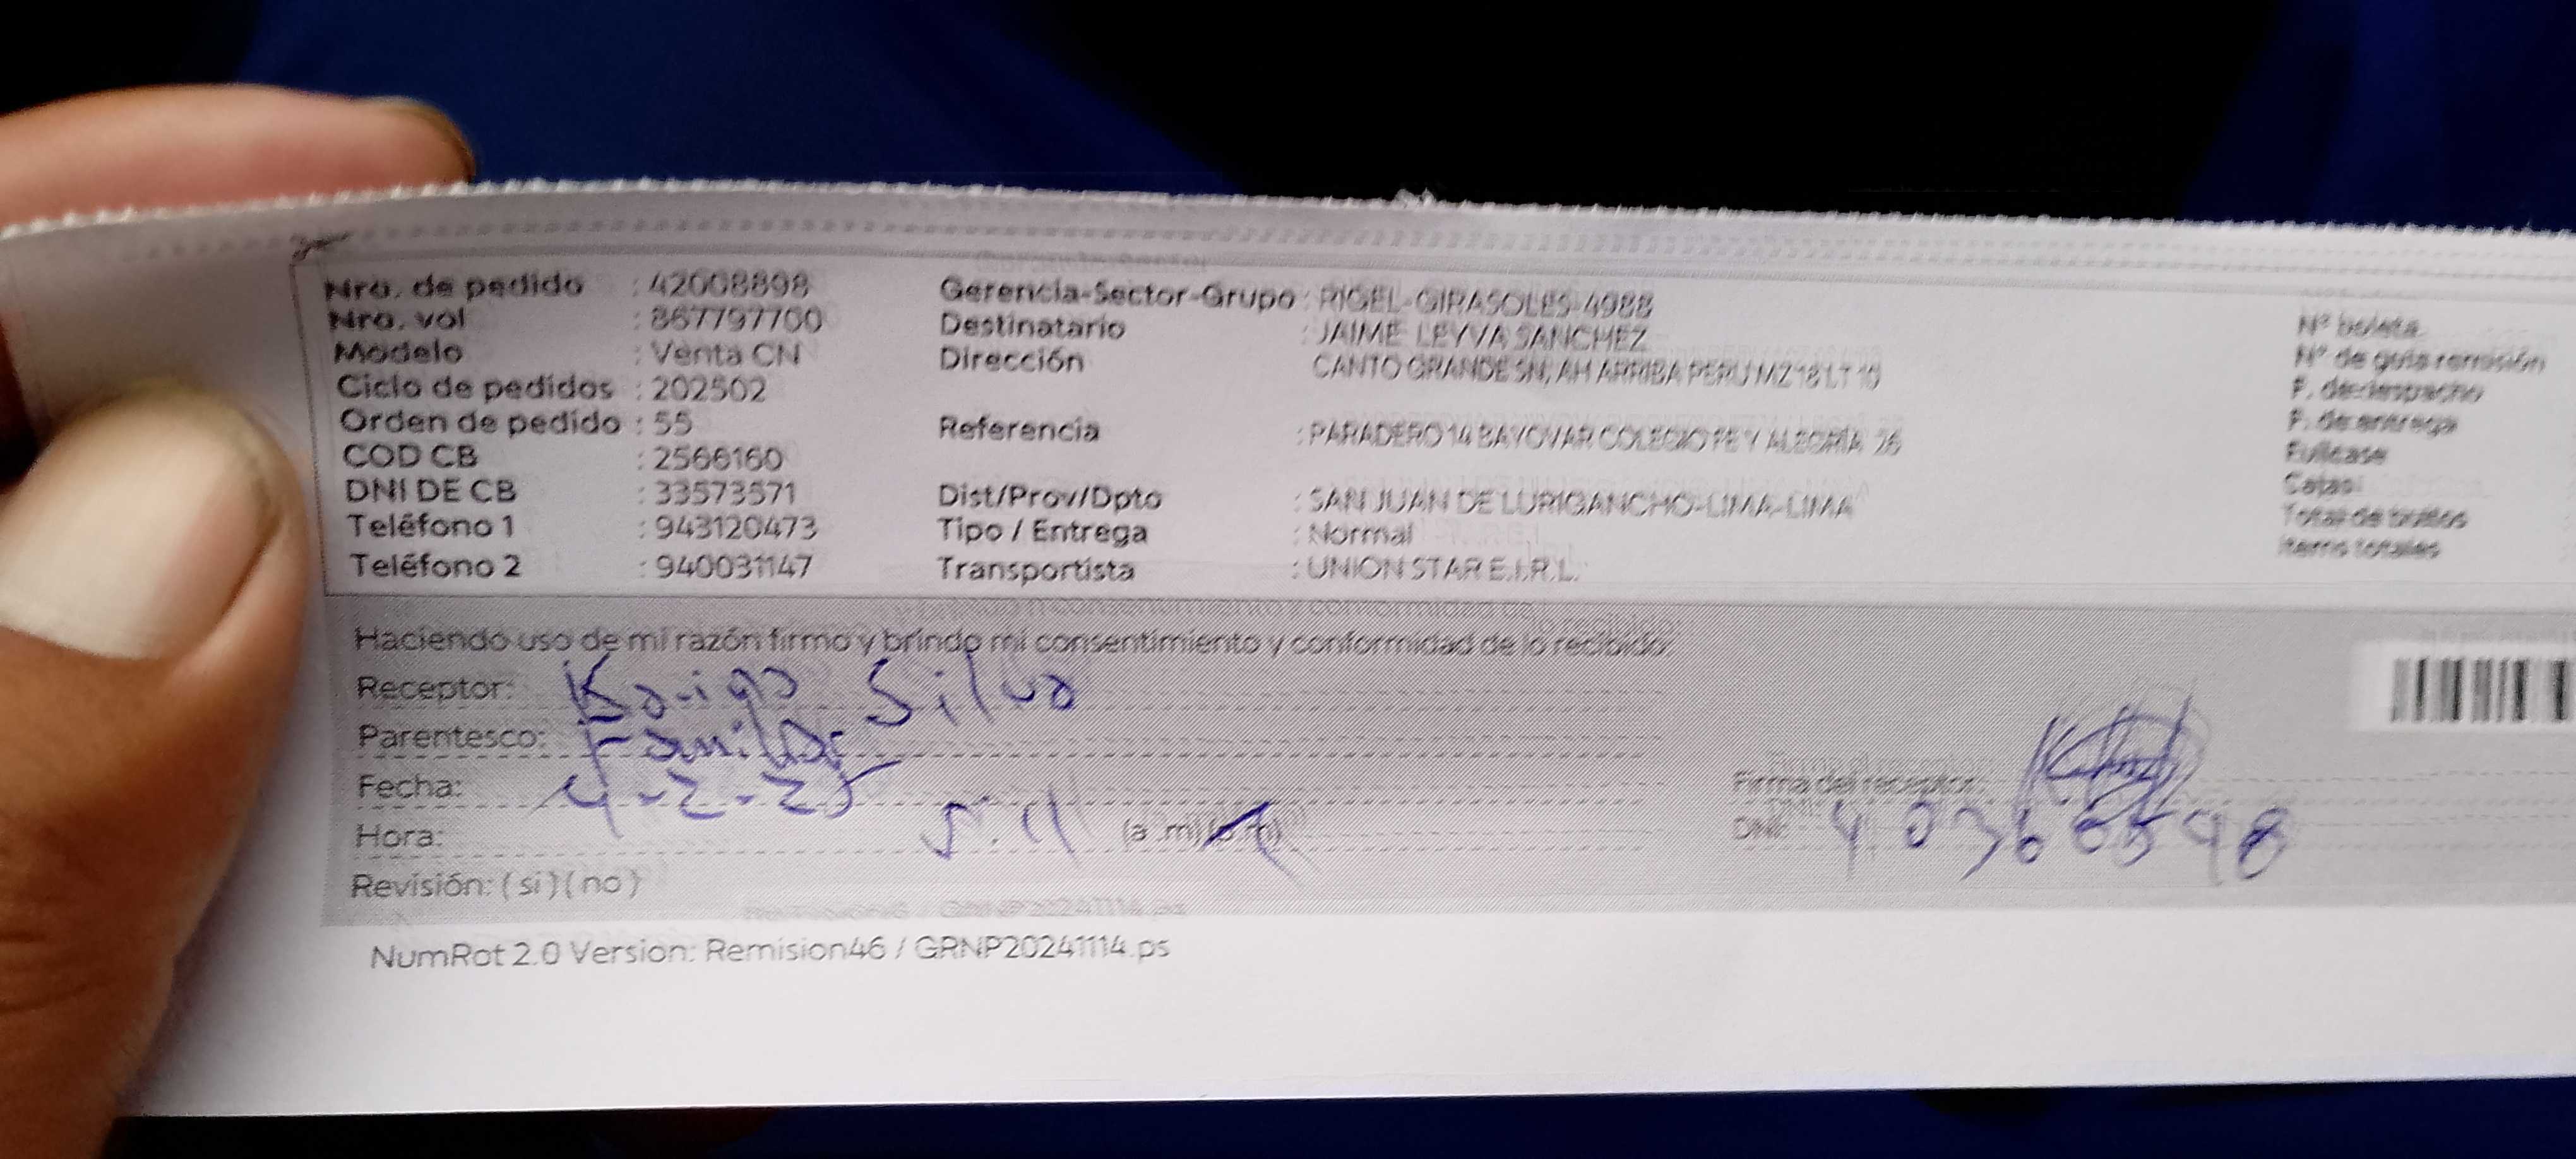 Nro. de pedido : 42008898
Nro. vol : 867797700
Modelo : Venta CN
Ciclo de pedidos : 202502
Orden de pedido : 55
COD CB : 2566160
DNI DE CB : 33573571
Teléfono 1 : 943120473
Teléfono 2 : 940031147
Gerencia-Sector-Grupo : RIGEL-GIRASOLES-4988
Destinatario : JAIME LEYVA SANCHEZ
Dirección CANTO GRANDE SN, AH ARRIBA PERU MZ 18 LT 10
Referencia : PARADERO 14 BAYOVAR COLEGIO FE Y ALEGRÍA 26
Dist/Prov/Dpto : SAN JUAN DE LURIGANCHO-LIMA-LIMA
Tipo / Entrega : Normal
Transportista : UNION STAR E.I.R.L.
N° boleta
N° de guia remisión
F. de despacho
F. de entrega
Fullcase
Cajas
Total de bultos
Items totales
Haciendo uso de mi razón firmo y brindo mi consentimiento y conformidad de lo recibido:
Receptor: Silva
Parentesco: Familiar
Fecha: 4-2-25
Hora: 5:11 (a .m) (p.m)
Revisión: (si) (no)
Firma del receptor:
DNI:
NumRot 2.0 Version: Remision46 / GRNP20241114.ps